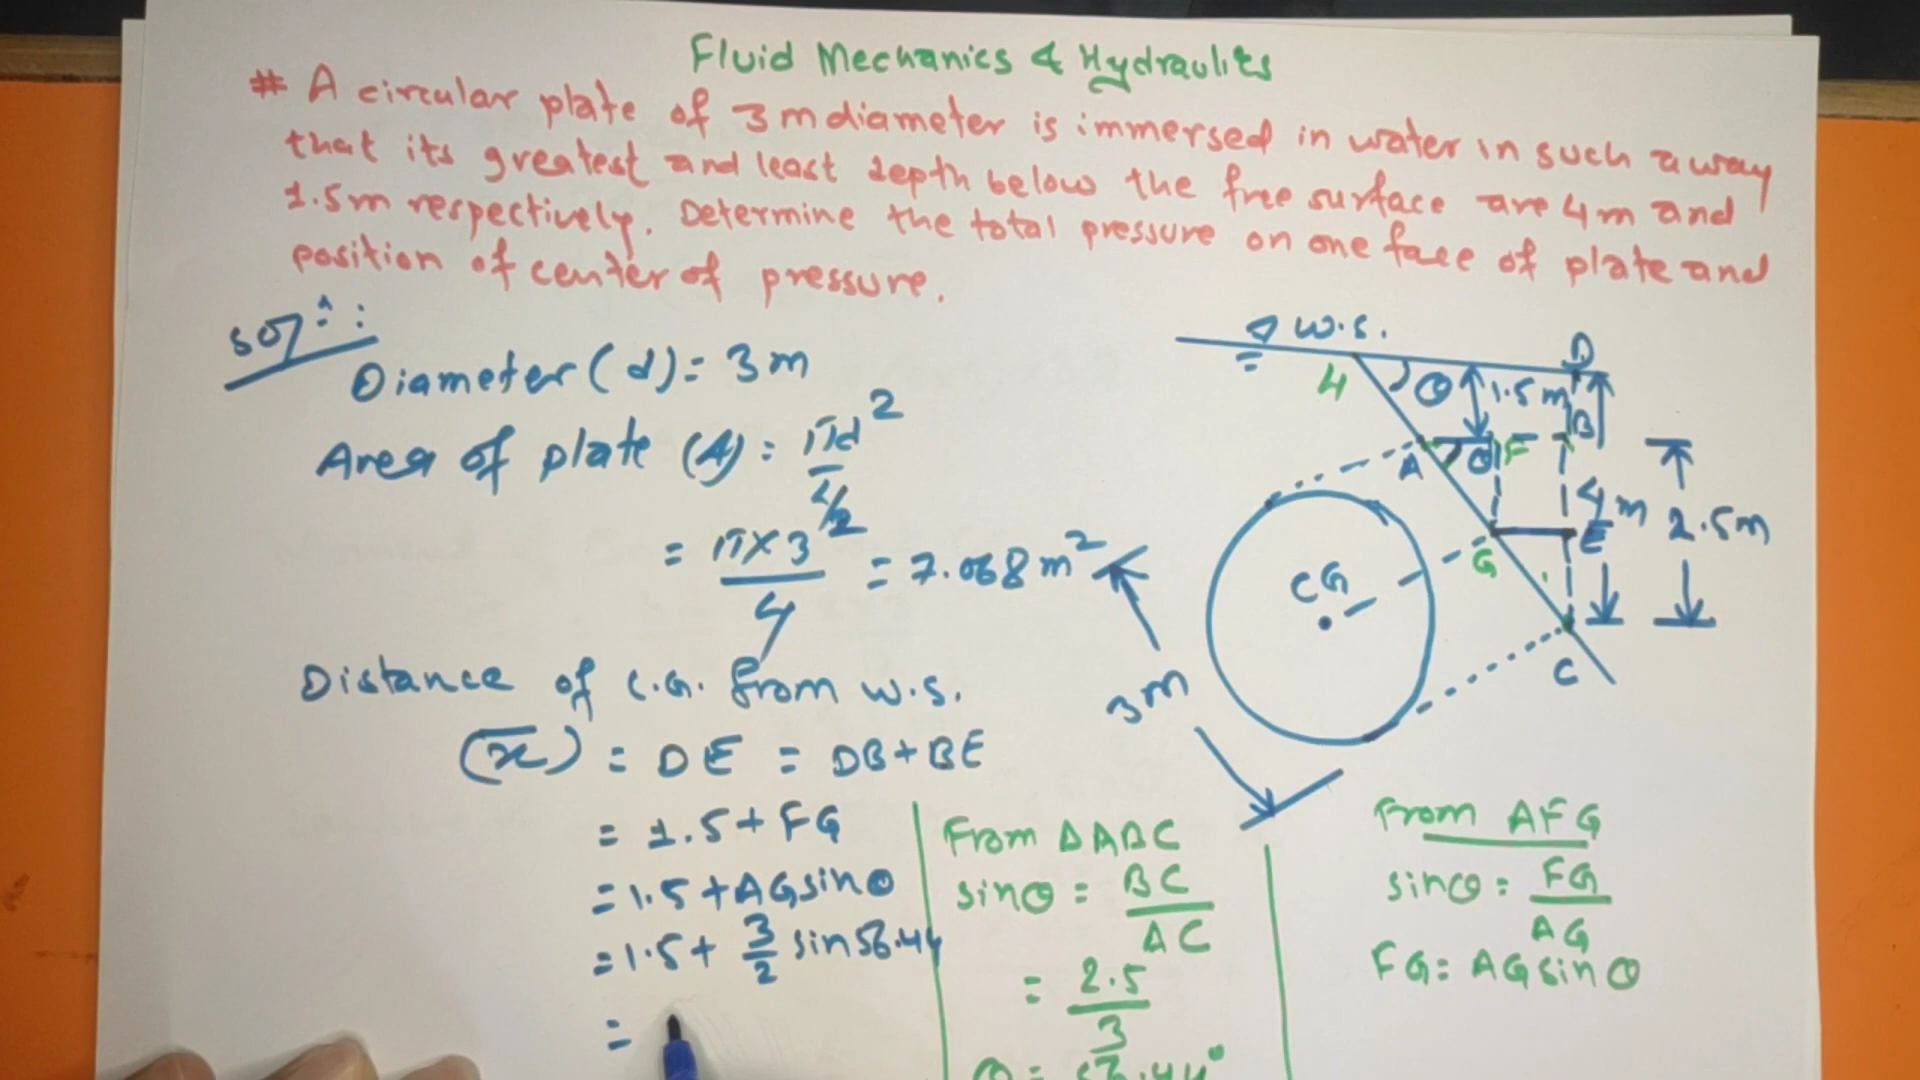 Fluid Mechanics & Hydraulics
# A circular plate of 3m diameter is immersed in water in such a way
that its greatest and least depth below the free surface are 4m and
1.5m respectively. Determine the total pressure on one face of plate and
position of center of pressure.
Solⁿ:
Diameter (d) = 3m
Area of plate (A) = πd²/4
= π×3²/4 = 7.068 m²
Distance of C.G. from w.s.
(x̄) = DE = DB+BE
= 1.5+FG
= 1.5+AGsinθ
= 1.5+ 3/2 sin56.44
=
From ΔABC
sinθ = BC/AC
= 2.5/3
θ = 56.44°
From AFG
sinθ = FG/AG
FG = AGsinθ
w.s.
D
H
θ
1.5m
B
A
θ
F
4m
2.5m
E
G
CG
C
3m